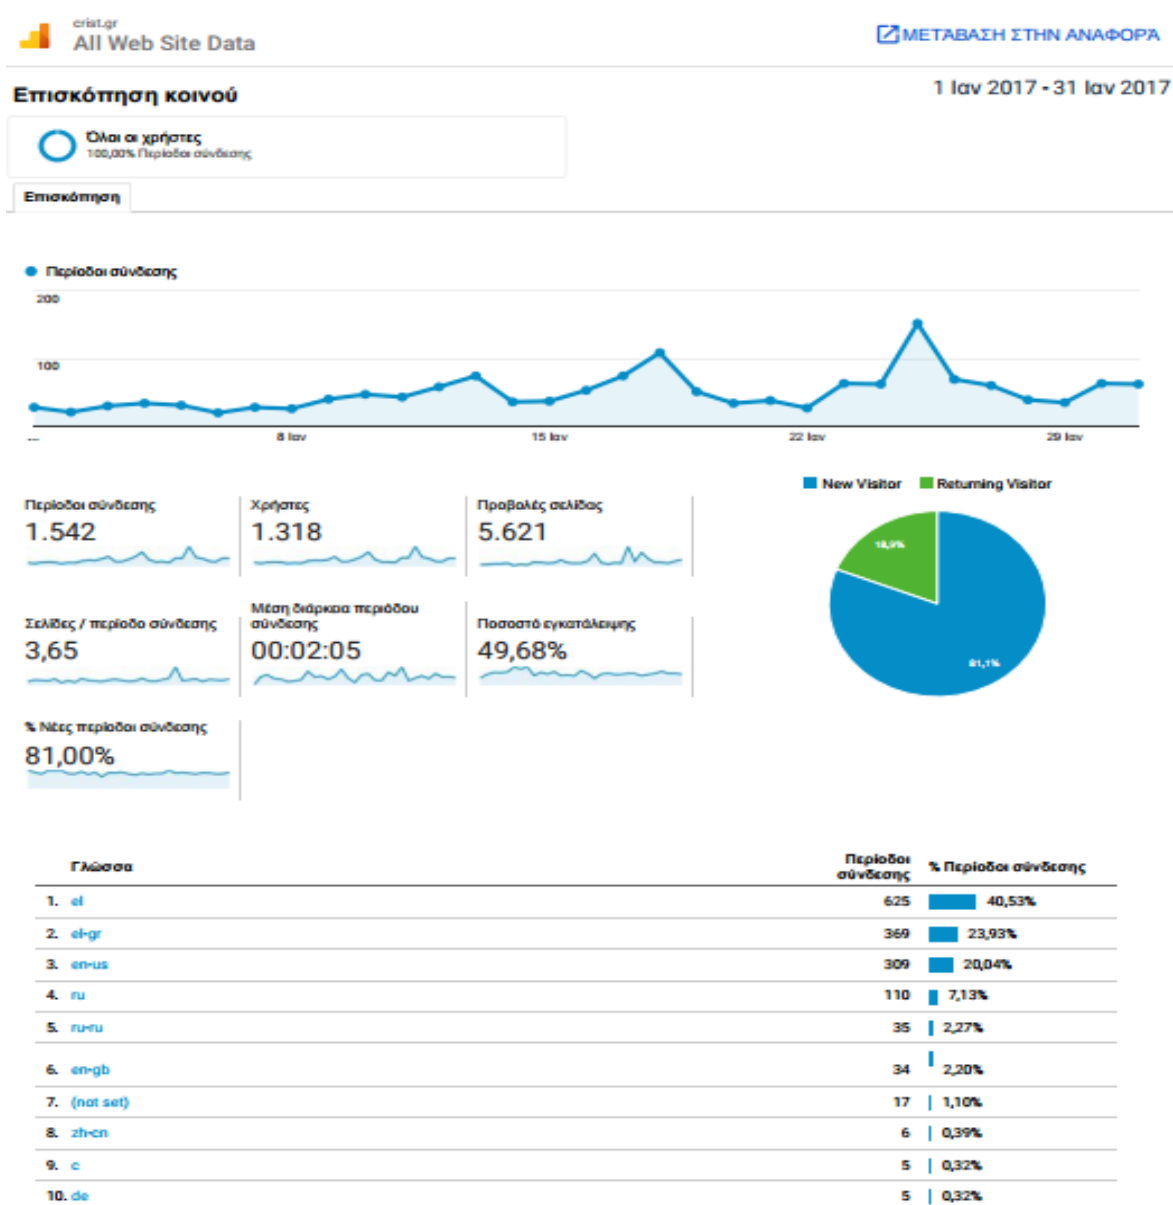 crist.gr
All Web Site Data
ΜΕΤΆΒΑΣΗ ΣΤΗΝ ΑΝΑΦΟΡΆ
Επισκόπηση κοινού
1 Ιαν 2017 - 31 Ιαν 2017
Όλοι οι χρήστες
100,00% Περίοδοι σύνδεσης
Επισκόπηση
Περίοδοι σύνδεσης
200
100
...
8 Ιαν
15 Ιαν
22 Ιαν
29 Ιαν
New Visitor
Returning Visitor
Περίοδοι σύνδεσης
1.542
Χρήστες
1.318
Προβολές σελίδας
5.621
18,9%
81,1%
Σελίδες / περίοδο σύνδεσης
3,65
Μέση διάρκεια περιόδου
σύνδεσης
00:02:05
Ποσοστό εγκατάλειψης
49,68%
% Νέες περίοδοι σύνδεσης
81,00%
Γλώσσα
Περίοδοι
σύνδεσης
% Περίοδοι σύνδεσης
1. el 625 40,53%
2. el-gr 369 23,93%
3. en-us 309 20,04%
4. ru 110 7,13%
5. ru-ru 35 2,27%
6. en-gb 34 2,20%
7. (not set) 17 1,10%
8. zh-cn 6 0,39%
9. c 5 0,32%
10. de 5 0,32%